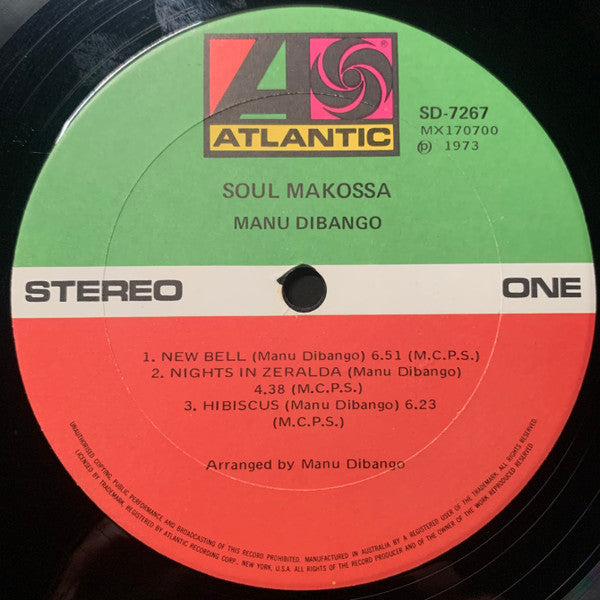 ATLANTIC
SD-7267
MX170700
℗ 1973
SOUL MAKOSSA
MANU DIBANGO
STEREO
ONE
1. NEW BELL (Manu Dibango) 6.51 (M.C.P.S.)
2. NIGHTS IN ZERALDA (Manu Dibango)
4.38 (M.C.P.S.)
3. HIBISCUS (Manu Dibango) 6.23
(M.C.P.S.)
Arranged by Manu Dibango
UNAUTHORISED COPYING, PUBLIC PERFORMANCE AND BROADCASTING OF THIS RECORD PROHIBITED. MANUFACTURED IN AUSTRALIA BY A REGISTERED USER OF THE TRADEMARK. ALL RIGHTS RESERVED.
LICENSED BY TRADEMARK, REGISTERED BY ATLANTIC RECORDING CORP. NEW YORK, U.S.A. ALL RIGHTS OF THE RECORD PRODUCER AND OF THE OWNER OF THE WORK REPRODUCED RESERVED